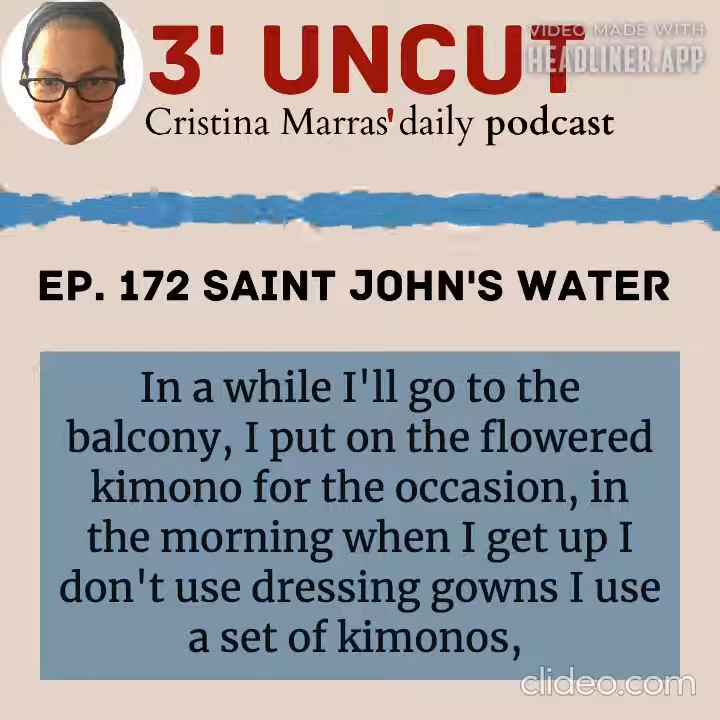 VIDEO MADE WITH
HEADLINER.APP
3' UNCUT
Cristina Marras' daily podcast
EP. 172 SAINT JOHN'S WATER
In a while I'll go to the
balcony, I put on the flowered
kimono for the occasion, in
the morning when I get up I
don't use dressing gowns I use
a set of kimonos,
clideo.com